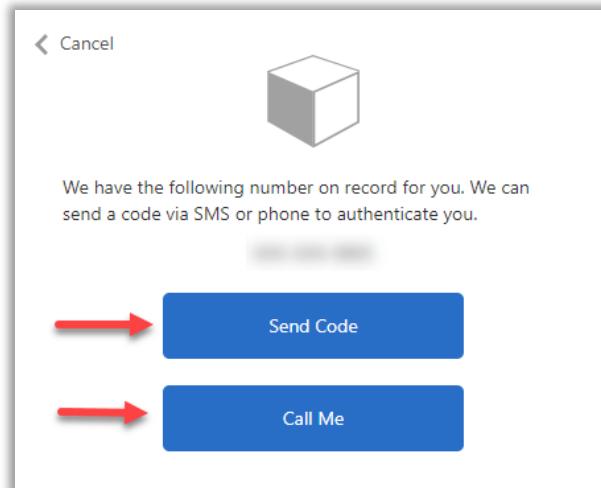 Cancel
We have the following number on record for you. We can
send a code via SMS or phone to authenticate you.
Send Code
Call Me